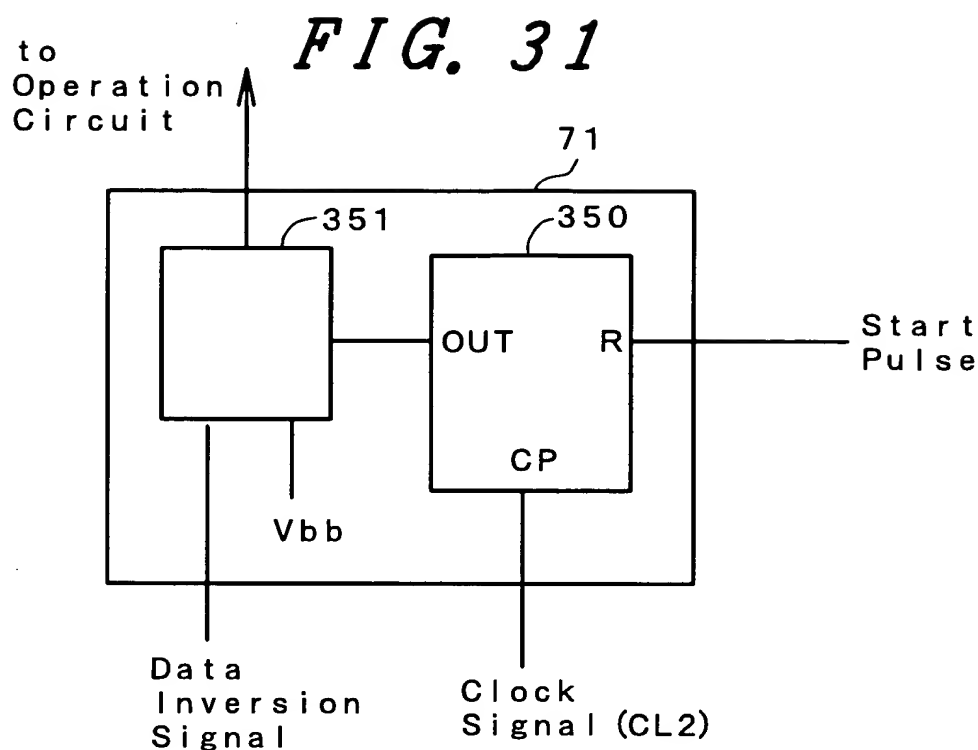 FIG. 31
to
Operation
Circuit
71
351
350
OUT
R
CP
Start
Pulse
Vbb
Data
Inversion
Signal
Clock
Signal (CL2)